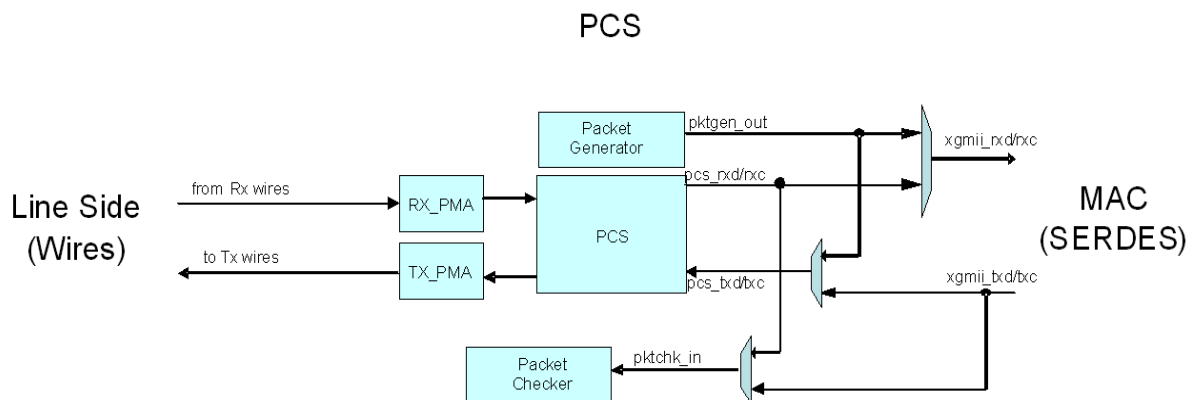 PCS
Packet
Generator
pktgen_out
xgmii_rxd/rxc
Line Side
(Wires)
from Rx wires
RX_PMA
pcs_rxd/rxc
PCS
MAC
(SERDES)
to Tx wires
TX_PMA
pcs_txd/txc
xgmii_txd/txc
Packet
Checker
pktchk_in